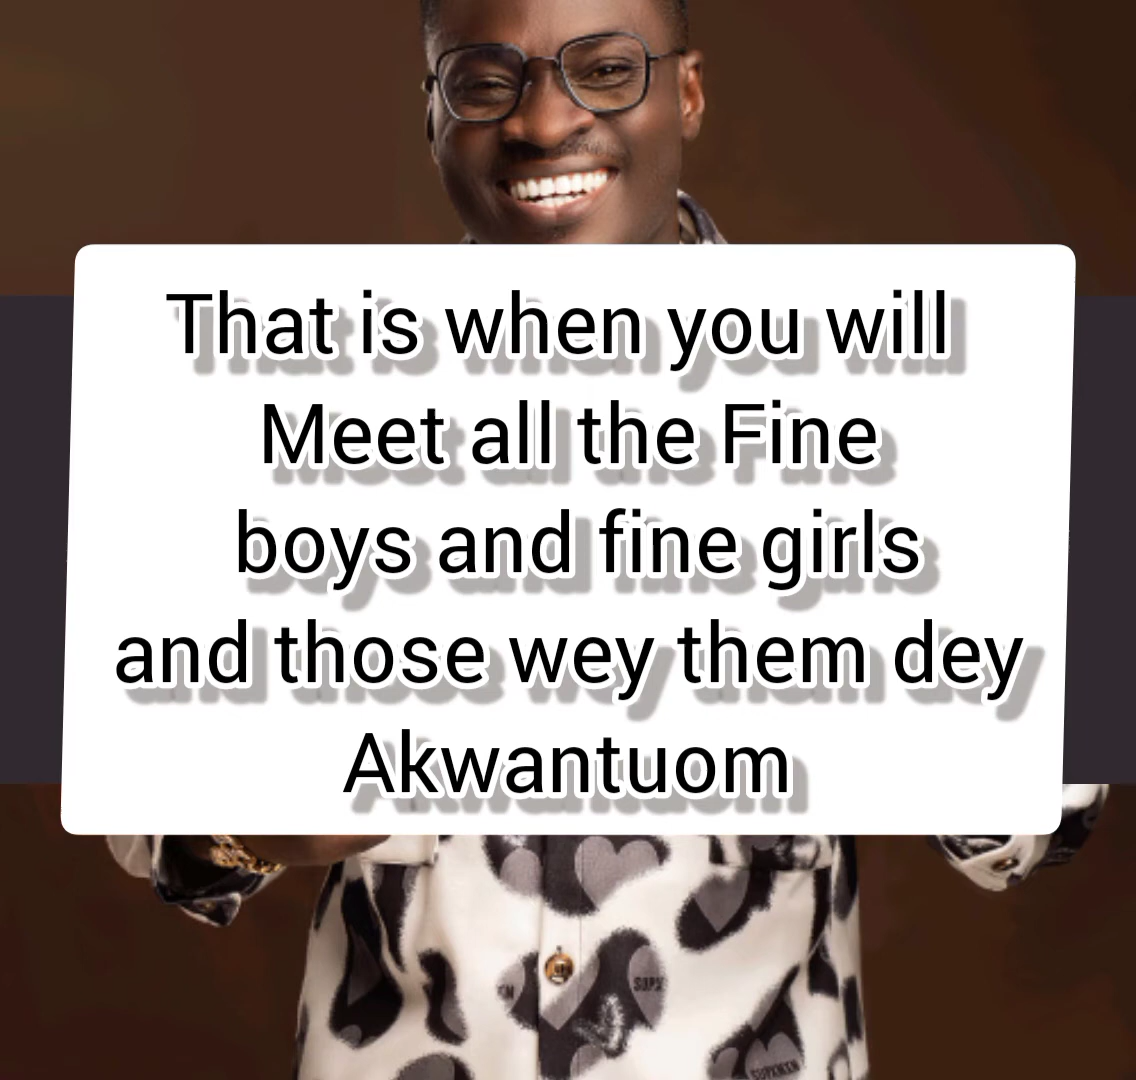 That is when you will
Meet all the Fine
boys and fine girls
and those wey them dey
Akwantuom